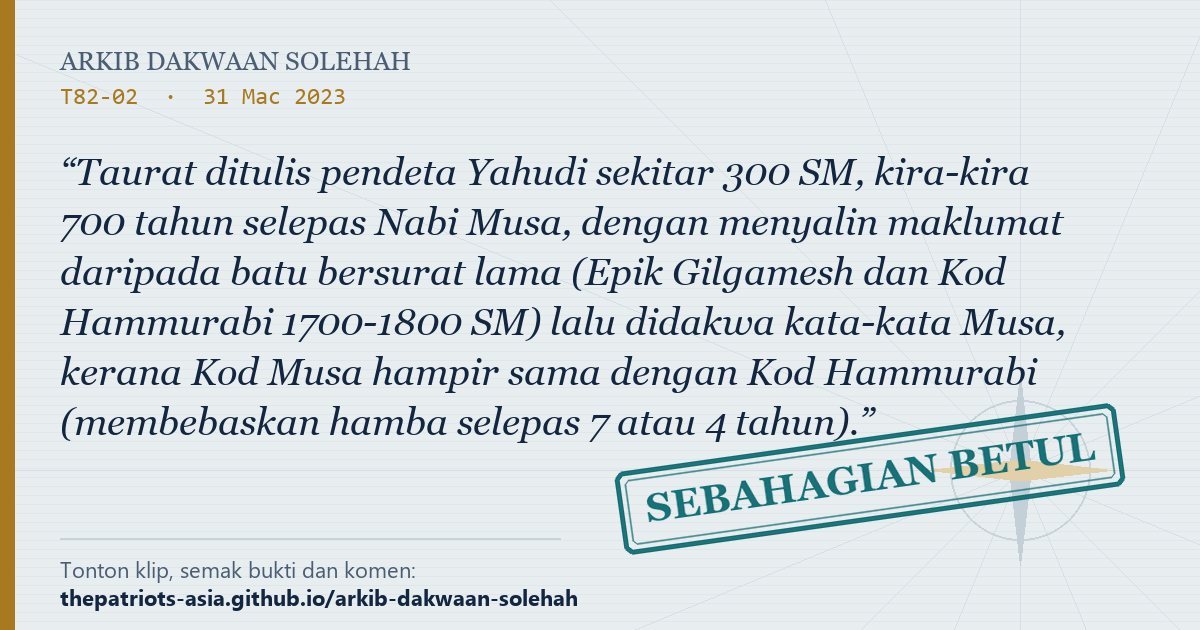 ARKIB DAKWAAN SOLEHAH
T82-02 · 31 Mac 2023
“Taurat ditulis pendeta Yahudi sekitar 300 SM, kira-kira
700 tahun selepas Nabi Musa, dengan menyalin maklumat
daripada batu bersurat lama (Epik Gilgamesh dan Kod
Hammurabi 1700-1800 SM) lalu didakwa kata-kata Musa,
kerana Kod Musa hampir sama dengan Kod Hammurabi
(membebaskan hamba selepas 7 atau 4 tahun).”
SEBAHAGIAN BETUL
Tonton klip, semak bukti dan komen:
thepatriots-asia.github.io/arkib-dakwaan-solehah